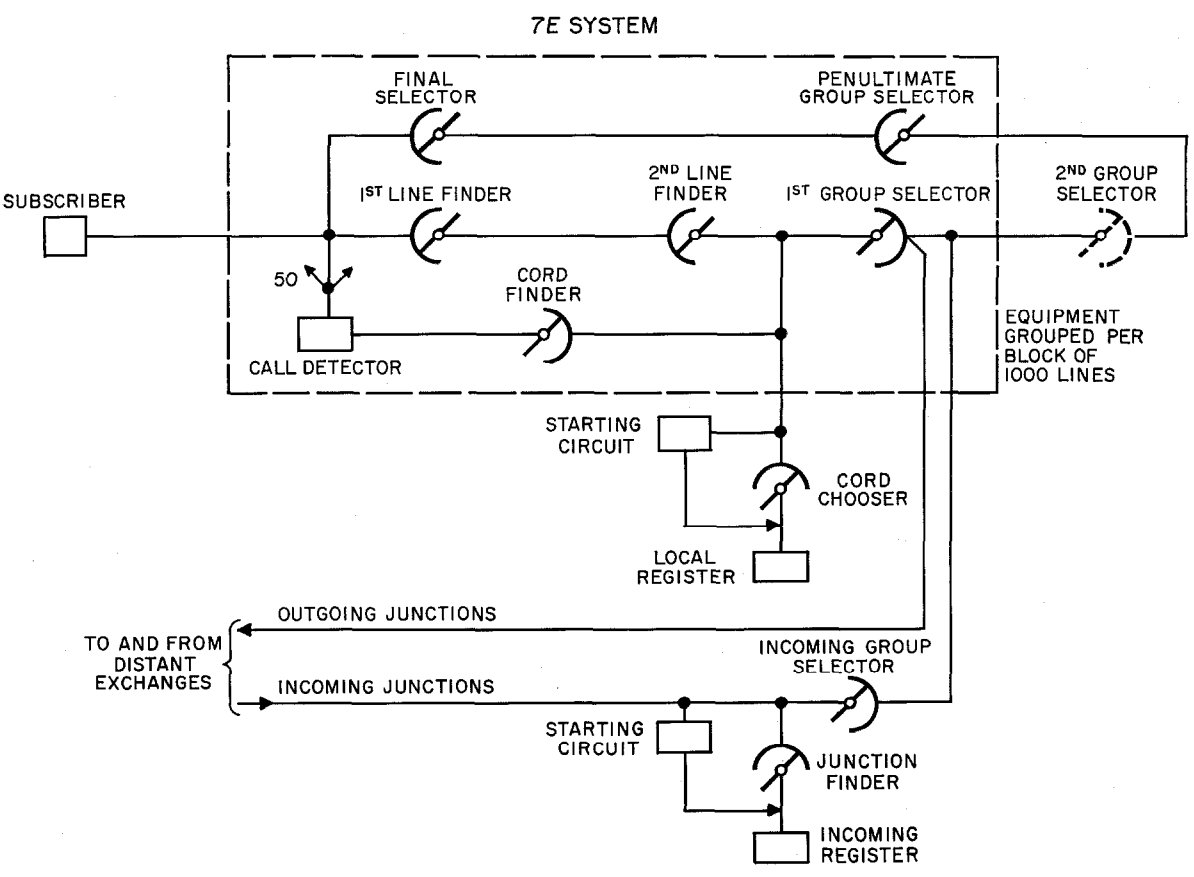 7E SYSTEM
FINAL
SELECTOR
PENULTIMATE
GROUP SELECTOR
SUBSCRIBER
1ST LINE FINDER
2ND LINE
FINDER
1ST GROUP SELECTOR
2ND GROUP
SELECTOR
50
CORD
FINDER
CALL DETECTOR
EQUIPMENT
GROUPED PER
BLOCK OF
1000 LINES
STARTING
CIRCUIT
CORD
CHOOSER
LOCAL
REGISTER
OUTGOING JUNCTIONS
TO AND FROM
DISTANT
EXCHANGES
INCOMING GROUP
SELECTOR
INCOMING JUNCTIONS
STARTING
CIRCUIT
JUNCTION
FINDER
INCOMING
REGISTER